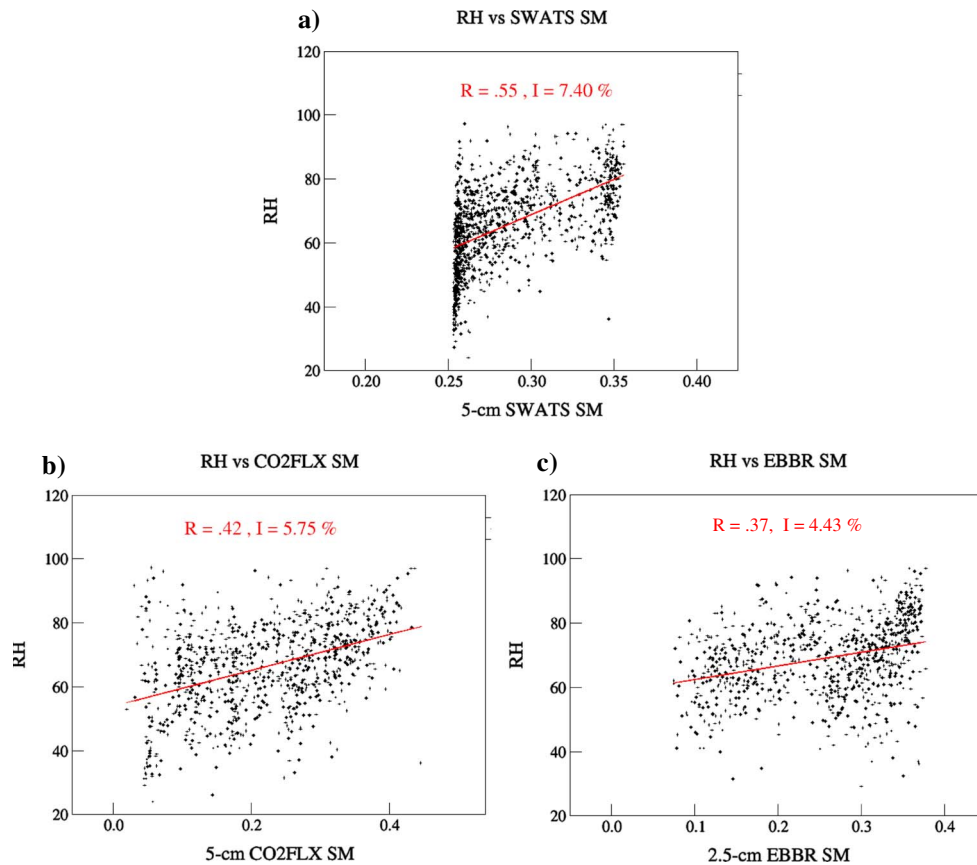 a)
RH vs SWATS SM
R = .55 , I = 7.40 %
120
100
80
60
40
20
RH
0.20 0.25 0.30 0.35 0.40
5-cm SWATS SM
b)
RH vs CO2FLX SM
R = .42 , I = 5.75 %
120
100
80
60
40
20
RH
0.0 0.2 0.4
5-cm CO2FLX SM
c)
RH vs EBBR SM
R = .37, I = 4.43 %
120
100
80
60
40
20
RH
0.0 0.1 0.2 0.3 0.4
2.5-cm EBBR SM